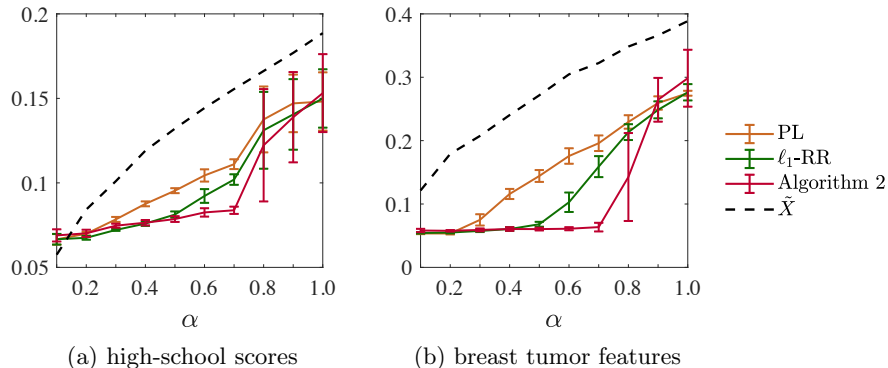 0.2
0.15
0.1
0.05
0.2 0.4 0.6 0.8 1.0
α
(a) high-school scores
0.4
0.3
0.2
0.1
0
0.2 0.4 0.6 0.8 1.0
α
(b) breast tumor features
PL
ℓ₁-RR
Algorithm 2
X̃